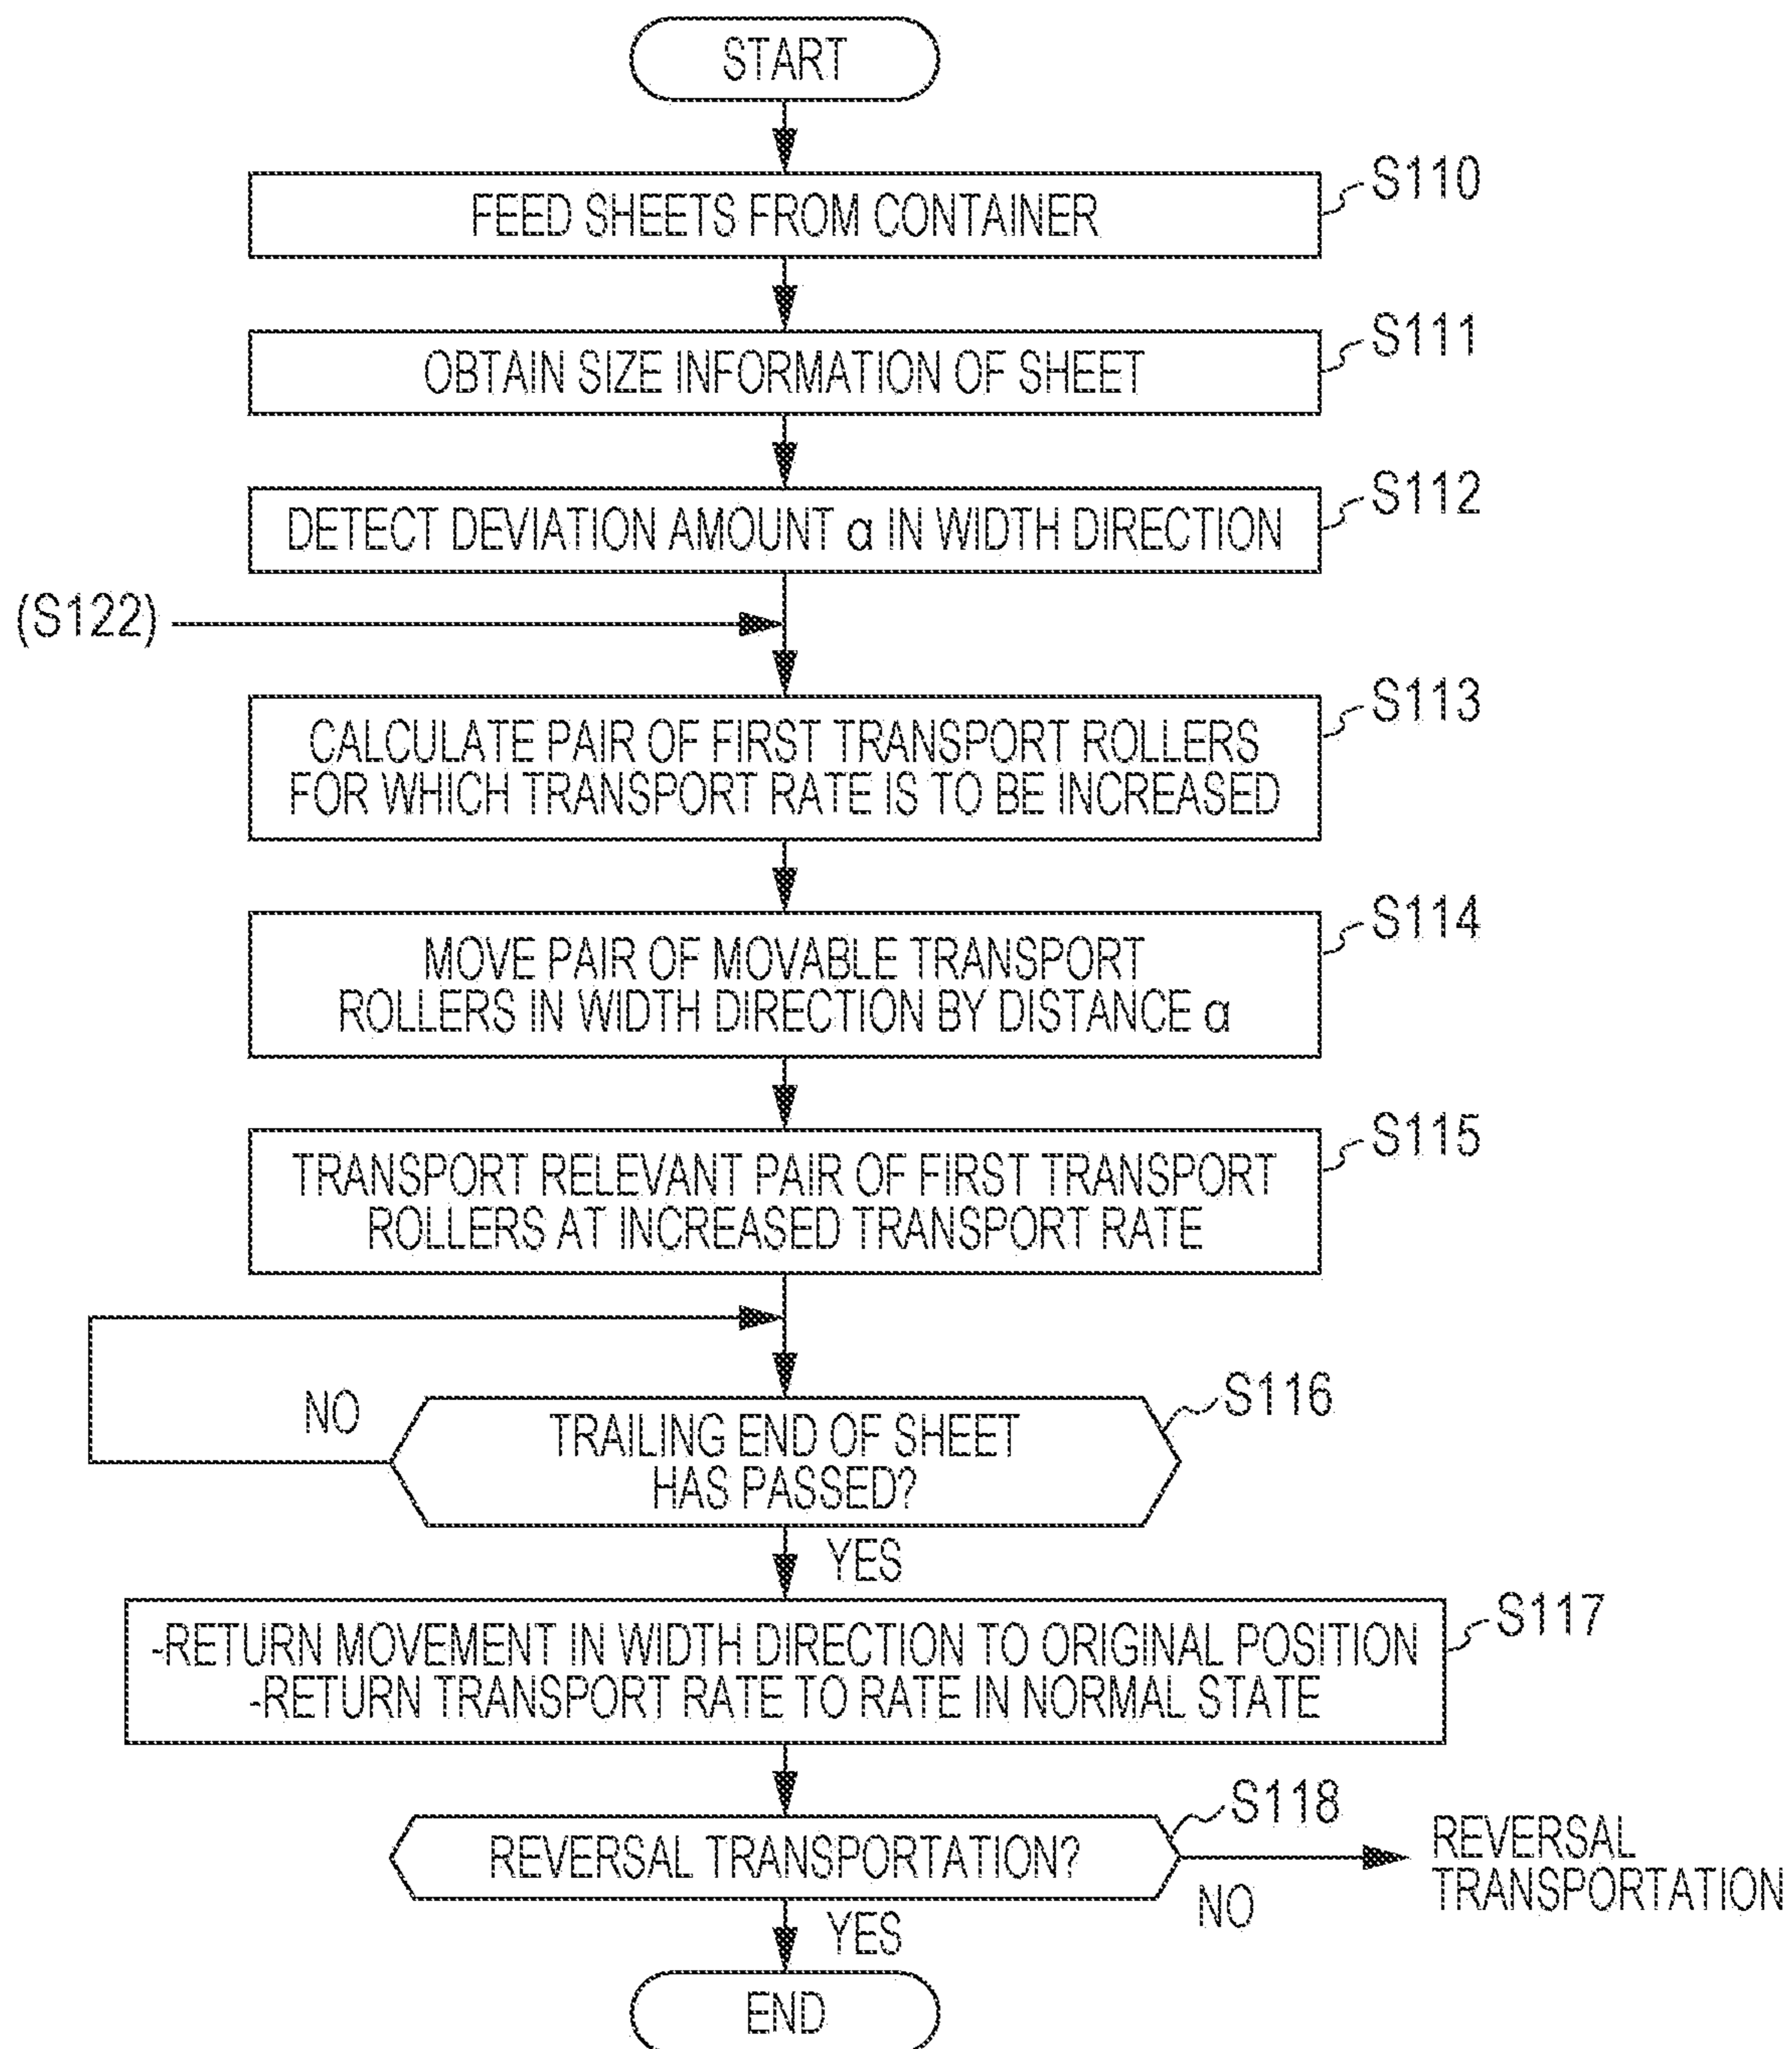 START
FEED SHEETS FROM CONTAINER
S110
OBTAIN SIZE INFORMATION OF SHEET
S111
DETECT DEVIATION AMOUNT α IN WIDTH DIRECTION
S112
(S122)
CALCULATE PAIR OF FIRST TRANSPORT ROLLERS
FOR WHICH TRANSPORT RATE IS TO BE INCREASED
S113
MOVE PAIR OF MOVABLE TRANSPORT
ROLLERS IN WIDTH DIRECTION BY DISTANCE α
S114
TRANSPORT RELEVANT PAIR OF FIRST TRANSPORT
ROLLERS AT INCREASED TRANSPORT RATE
S115
NO
TRAILING END OF SHEET
HAS PASSED?
S116
YES
-RETURN MOVEMENT IN WIDTH DIRECTION TO ORIGINAL POSITION
-RETURN TRANSPORT RATE TO RATE IN NORMAL STATE
S117
REVERSAL TRANSPORTATION?
S118
NO
REVERSAL
TRANSPORTATION
YES
END